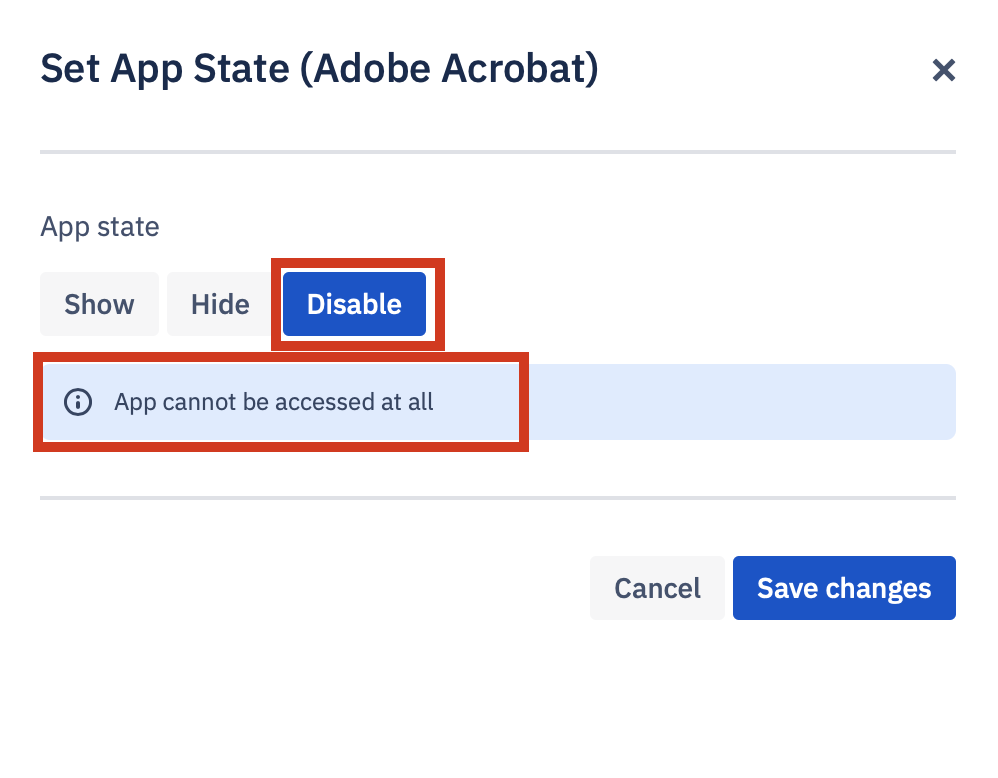 Set App State (Adobe Acrobat)
App state
Show Hide Disable
App cannot be accessed at all
Cancel Save changes